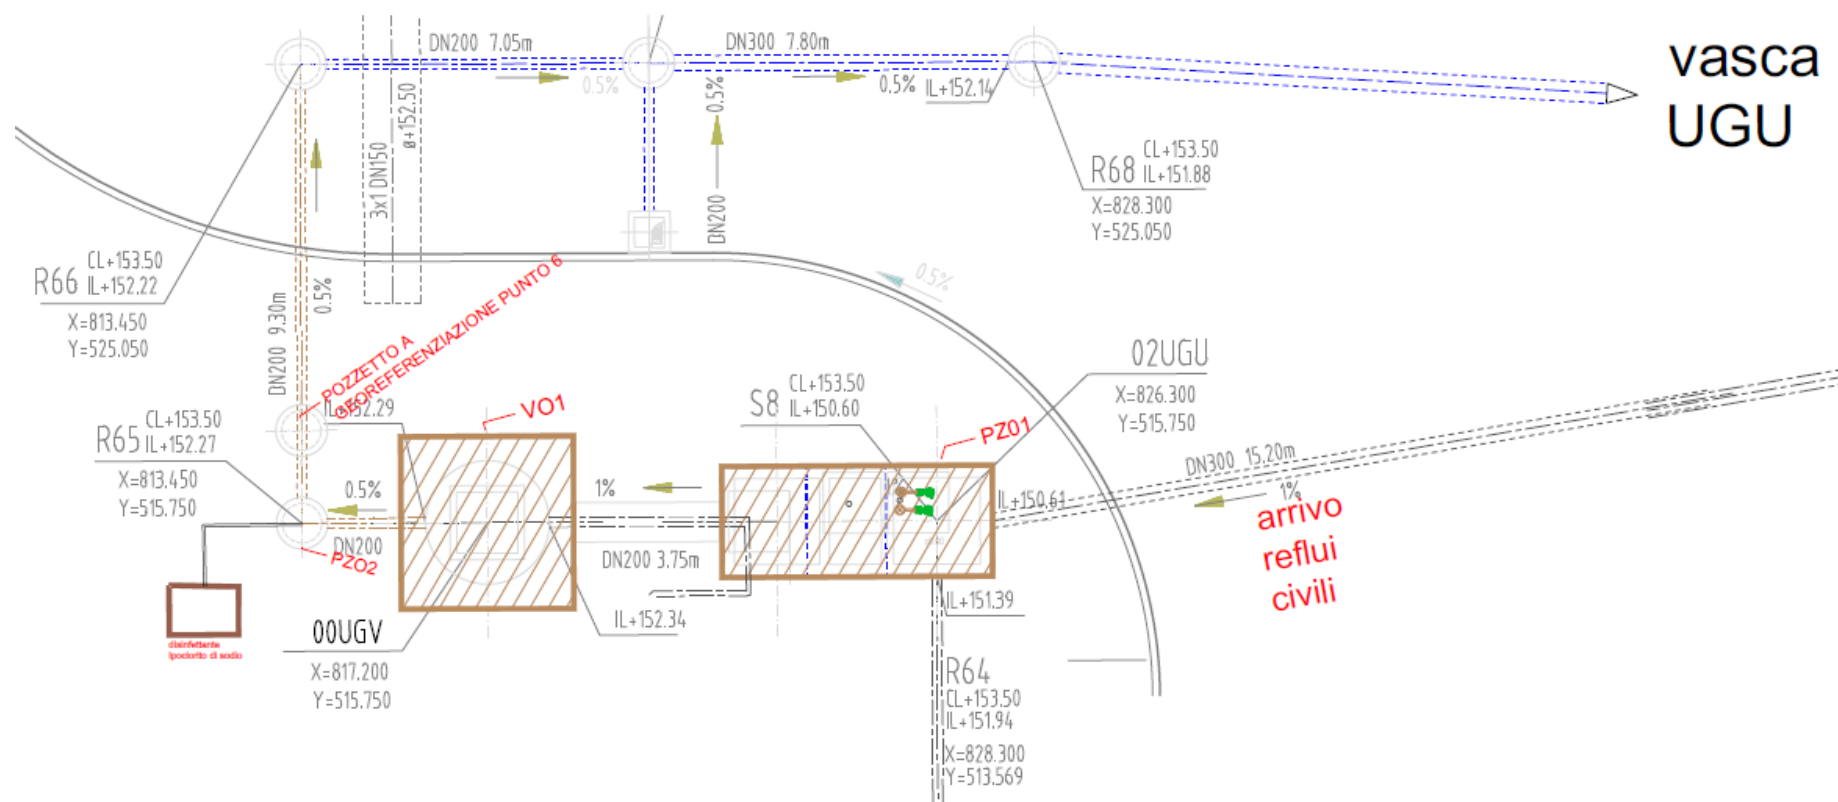 DN200 7.05m
0.5%
DN300 7.80m
0.5%
IL+152.14
vasca
UGU
3x1 DN150
ø+152.50
DN200
0.5%
R68
CL+153.50
IL+151.88
X=828.300
Y=525.050
R66
CL+153.50
IL+152.22
X=813.450
Y=525.050
DN200 9.30m
0.5%
0.5%
POZZETTO A
GEOREFERENZIAZIONE PUNTO 6
IL+152.29
R65
CL+153.50
IL+152.27
X=813.450
Y=515.750
0.5%
DN200
PZO2
VO1
1%
DN200 3.75m
S8
CL+153.50
IL+150.60
PZ01
02UGU
X=826.300
Y=515.750
IL+150.61
DN300 15.20m
1%
arrivo
reflui
civili
disinfettante
ipoclorito di sodio
00UGV
X=817.200
Y=515.750
IL+152.34
IL+151.39
R64
CL+153.50
IL+151.94
X=828.300
Y=513.569